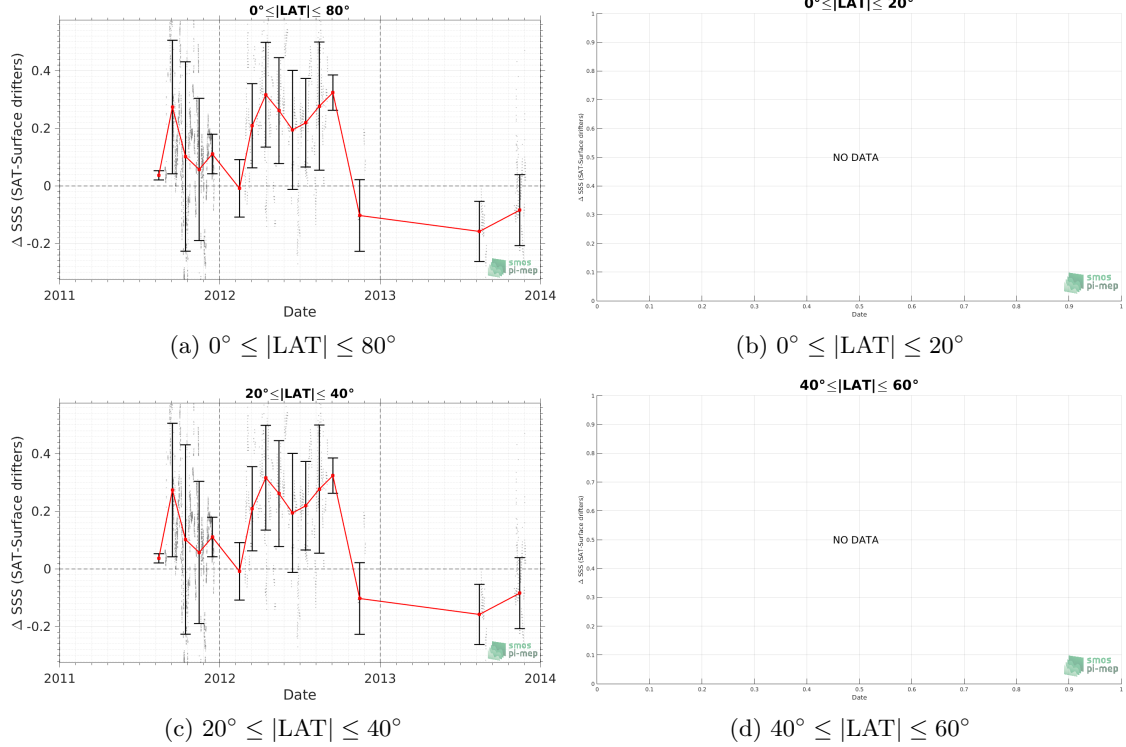 0°≤|LAT|≤ 80°
Δ SSS (SAT-Surface drifters)
0.4
0.2
0
-0.2
2011 2012 2013 2014
Date
smos
pi-mep
(a) 0° ≤ |LAT| ≤ 80°
0°≤|LAT|≤ 20°
Δ SSS (SAT-Surface drifters)
1
0.9
0.8
0.7
0.6
0.5
0.4
0.3
0.2
0.1
0
NO DATA
0 0.1 0.2 0.3 0.4 0.5 0.6 0.7 0.8 0.9 1
Date
smos
pi-mep
(b) 0° ≤ |LAT| ≤ 20°
20°≤|LAT|≤ 40°
Δ SSS (SAT-Surface drifters)
0.4
0.2
0
-0.2
2011 2012 2013 2014
Date
smos
pi-mep
(c) 20° ≤ |LAT| ≤ 40°
40°≤|LAT|≤ 60°
Δ SSS (SAT-Surface drifters)
1
0.9
0.8
0.7
0.6
0.5
0.4
0.3
0.2
0.1
0
NO DATA
0 0.1 0.2 0.3 0.4 0.5 0.6 0.7 0.8 0.9 1
Date
smos
pi-mep
(d) 40° ≤ |LAT| ≤ 60°